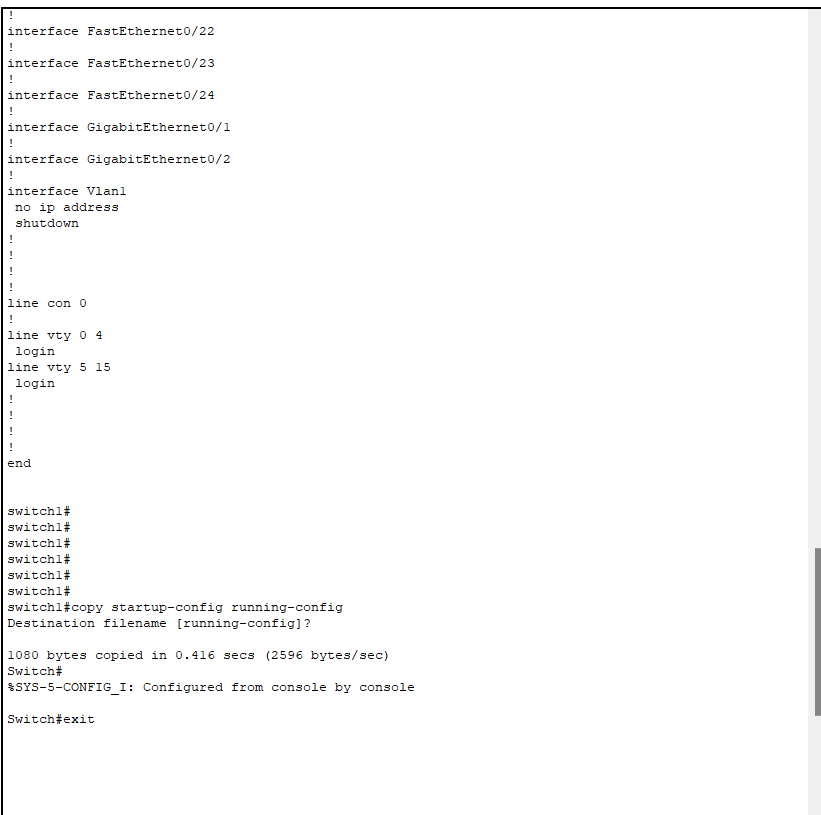 !
interface FastEthernet0/22
!
interface FastEthernet0/23
!
interface FastEthernet0/24
!
interface GigabitEthernet0/1
!
interface GigabitEthernet0/2
!
interface Vlan1
 no ip address
 shutdown
!
!
!
!
line con 0
!
line vty 0 4
 login
line vty 5 15
 login
!
!
!
!
end
switch1#
switch1#
switch1#
switch1#
switch1#
switch1#
switch1#copy startup-config running-config
Destination filename [running-config]?
1080 bytes copied in 0.416 secs (2596 bytes/sec)
Switch#
%SYS-5-CONFIG_I: Configured from console by console
Switch#exit